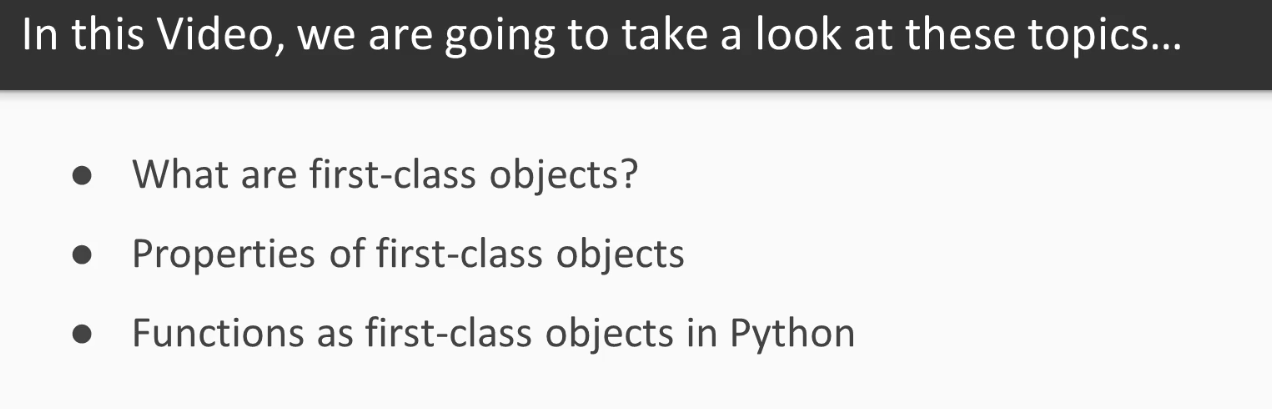 In this Video, we are going to take a look at these topics...
● What are first-class objects?
● Properties of first-class objects
● Functions as first-class objects in Python